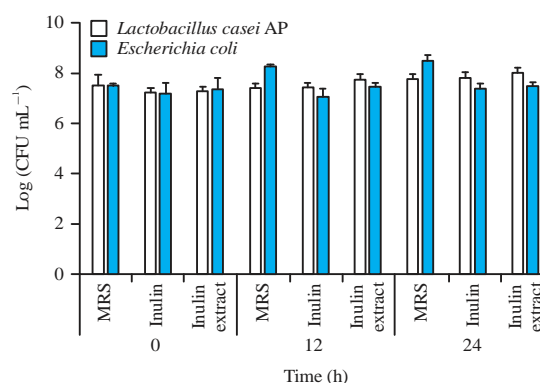 10
8
6
4
2
0
Log (CFU mL⁻¹)
Lactobacillus casei AP
Escherichia coli
MRS
Inulin
Inulin
extract
MRS
Inulin
Inulin
extract
MRS
Inulin
Inulin
extract
0
12
24
Time (h)